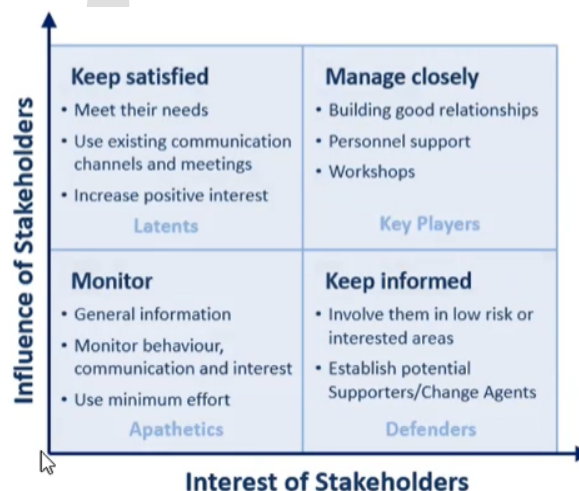 Influence of Stakeholders
Keep satisfied
• Meet their needs
• Use existing communication
channels and meetings
• Increase positive interest
Latents
Manage closely
• Building good relationships
• Personnel support
• Workshops
Key Players
Monitor
• General information
• Monitor behaviour,
communication and interest
• Use minimum effort
Apathetics
Keep informed
• Involve them in low risk or
interested areas
• Establish potential
Supporters/Change Agents
Defenders
Interest of Stakeholders